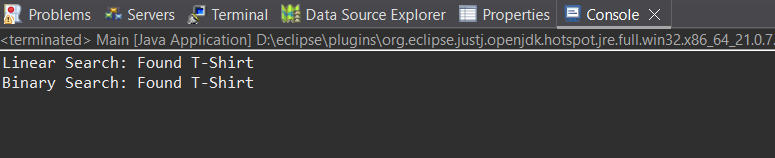 Problems Servers Terminal Data Source Explorer Properties Console
<terminated> Main [Java Application] D:\eclipse\plugins\org.eclipse.justj.openjdk.hotspot.jre.full.win32.x86_64_21.0.7.
Linear Search: Found T-Shirt
Binary Search: Found T-Shirt